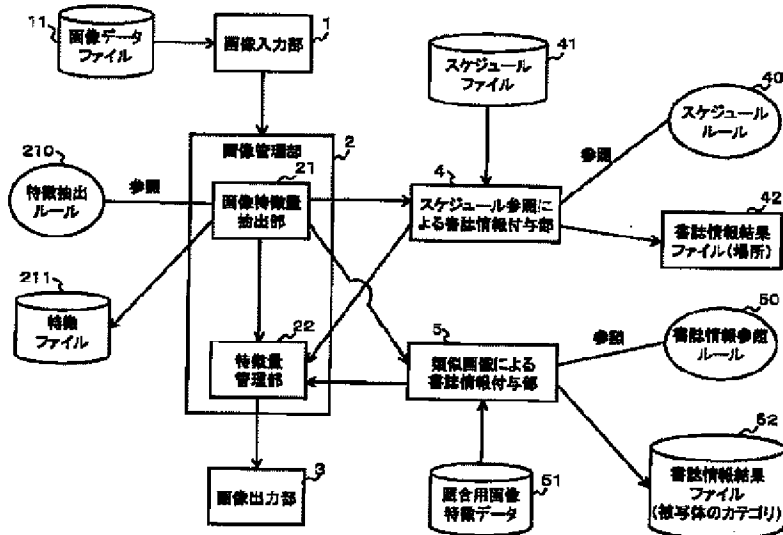 11
画像データ
ファイル
1
画像入力部
41
スケジュール
ファイル
40
スケジュール
ルール
2
画像管理部
210
特徴抽出
ルール
参照
21
画像特徴量
抽出部
4
スケジュール参照に
よる書誌情報付与部
参照
42
書誌情報結果
ファイル(場所)
211
特徴
ファイル
22
特徴量
管理部
5
類似画像による
書誌情報付与部
参照
50
書誌情報参照
ルール
3
画像出力部
51
照合用画像
特徴データ
52
書誌情報結果
ファイル
(被写体のカテゴリ)